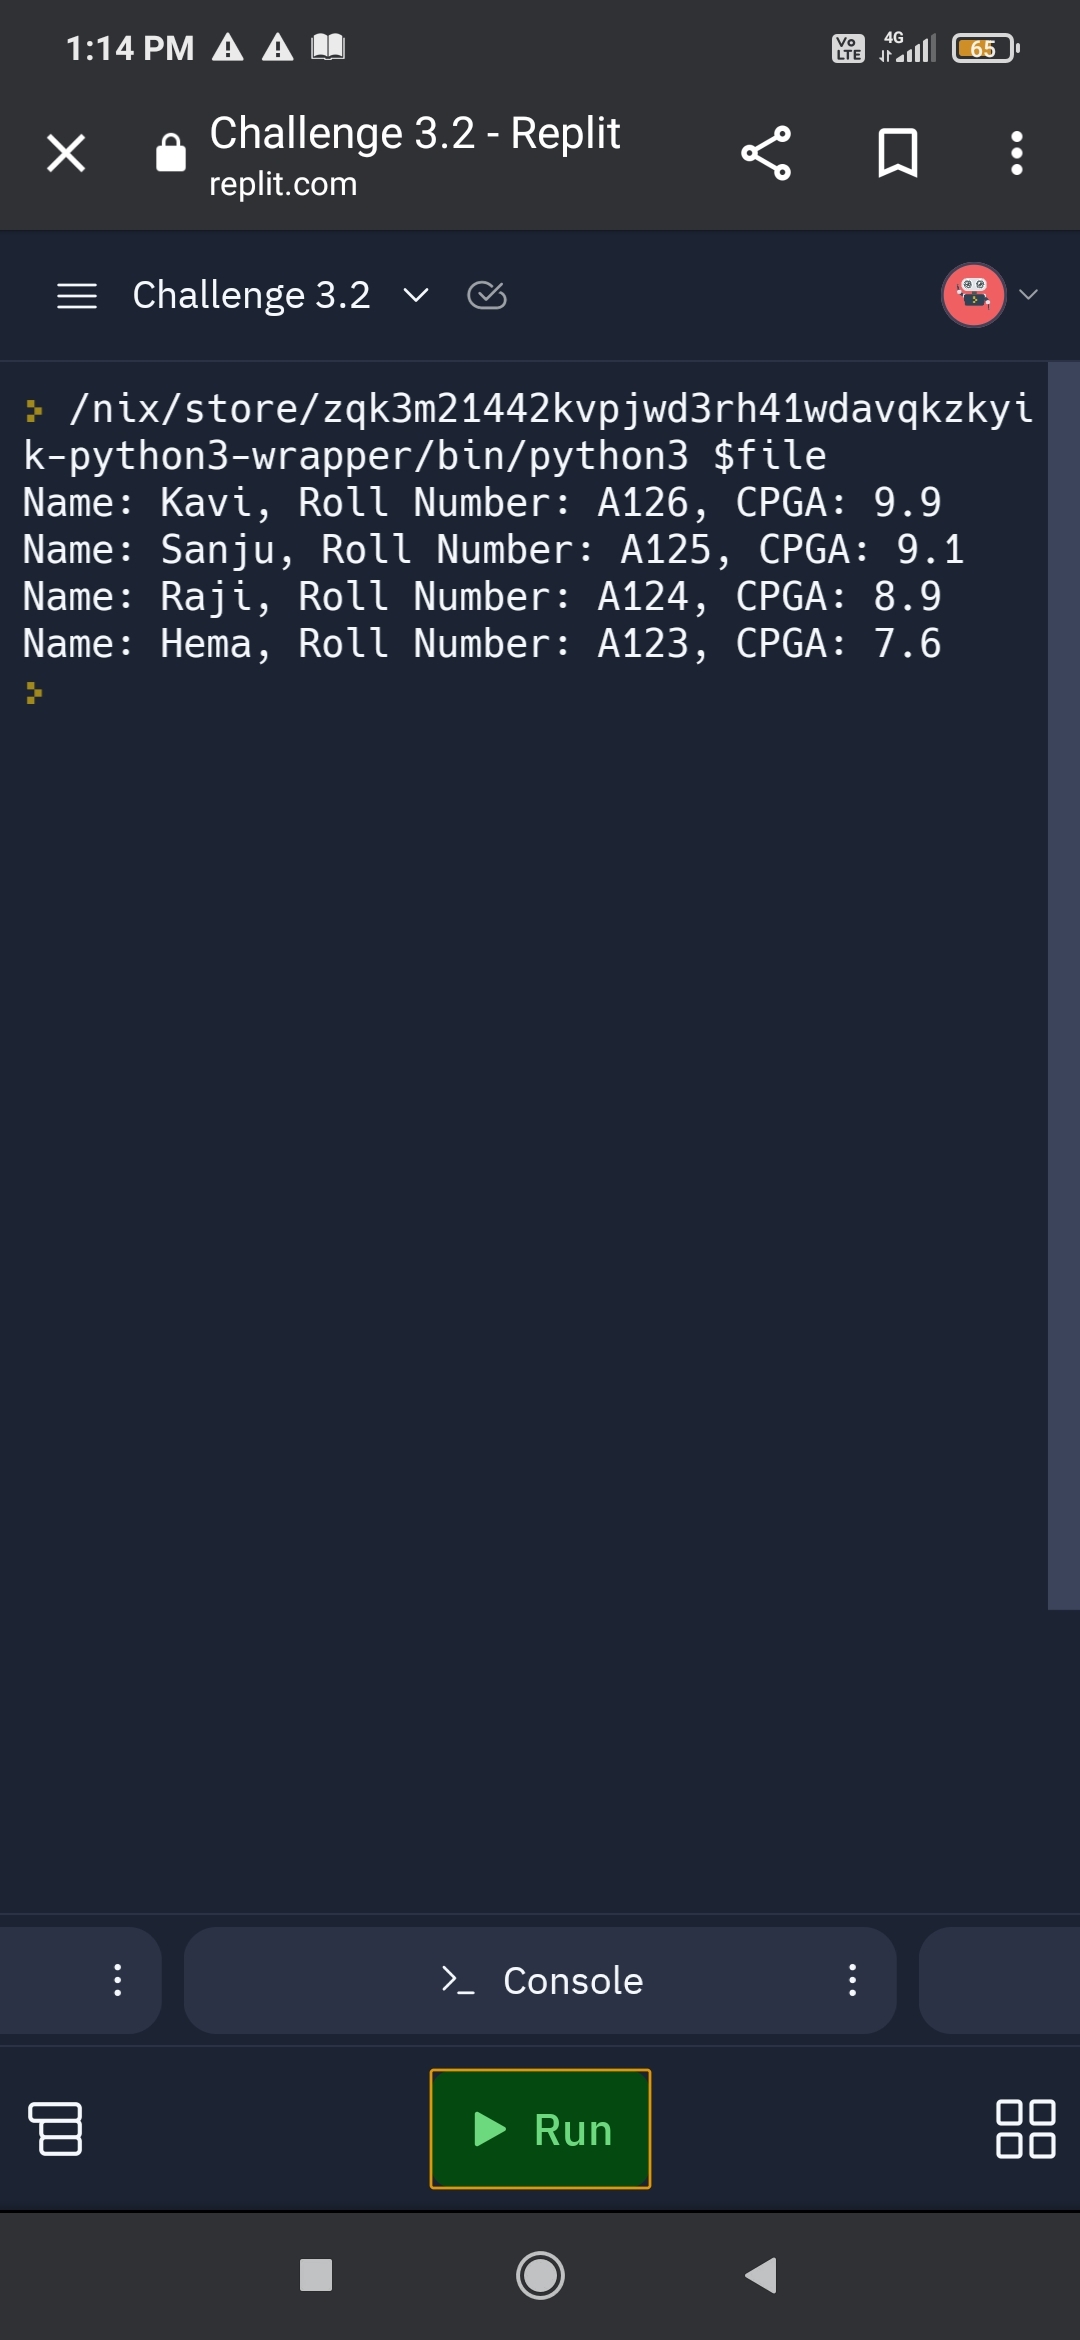 1:14 PM
Vo LTE 4G 65
Challenge 3.2 - Replit
replit.com
Challenge 3.2
/nix/store/zqk3m21442kvpjwd3rh41wdavqkzkyi
k-python3-wrapper/bin/python3 $file
Name: Kavi, Roll Number: A126, CPGA: 9.9
Name: Sanju, Roll Number: A125, CPGA: 9.1
Name: Raji, Roll Number: A124, CPGA: 8.9
Name: Hema, Roll Number: A123, CPGA: 7.6
Console
Run